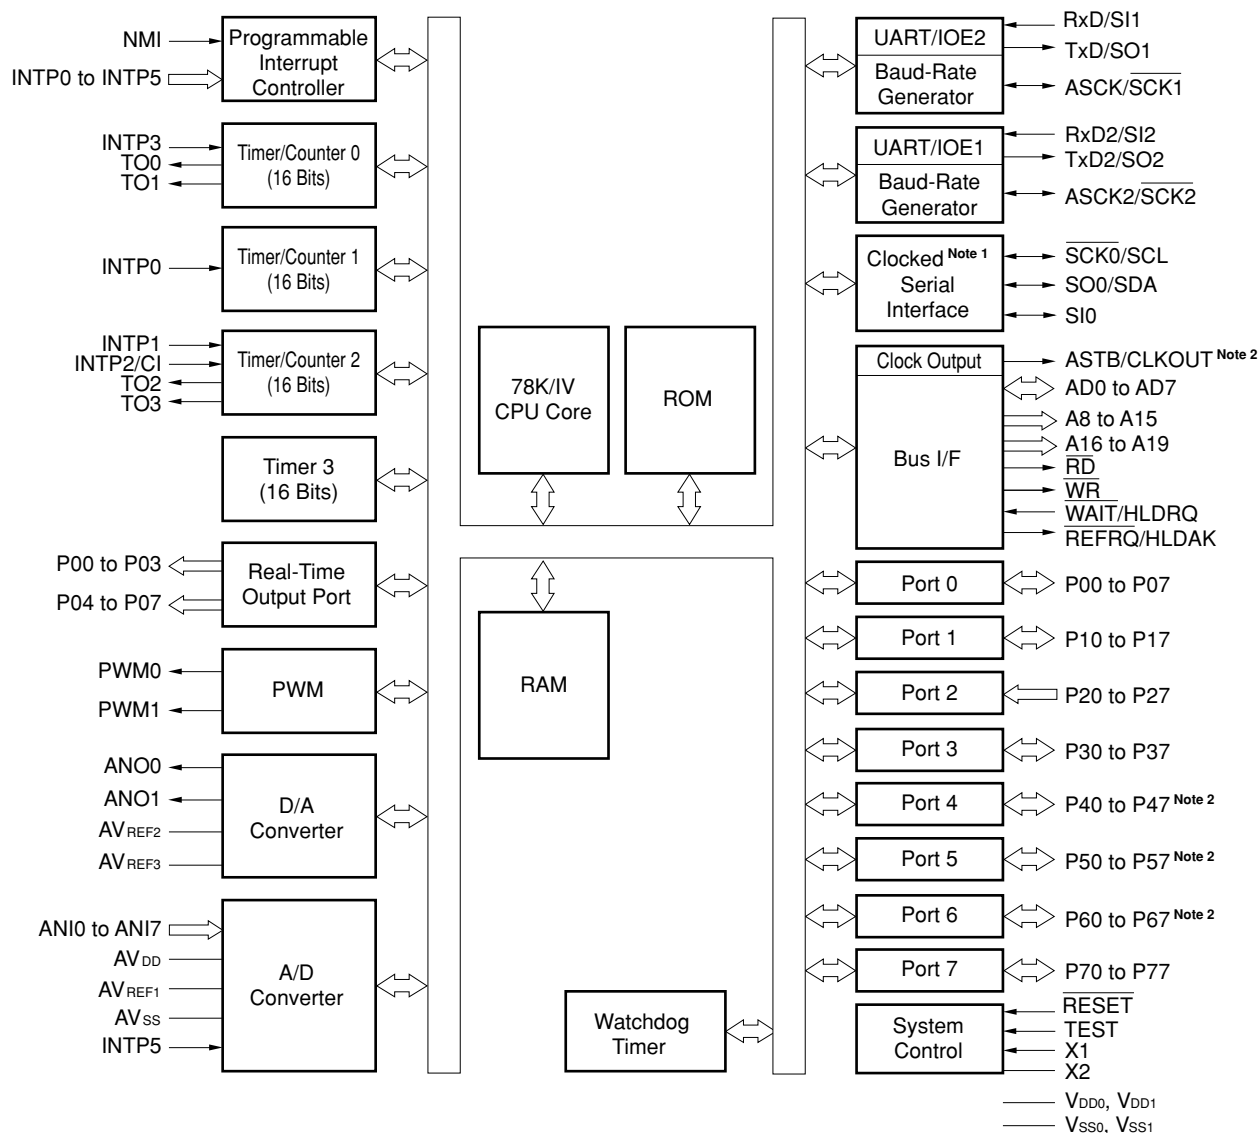 NMI
INTP0 to INTP5
Programmable
Interrupt
Controller
INTP3
TO0
TO1
Timer/Counter 0
(16 Bits)
INTP0
Timer/Counter 1
(16 Bits)
INTP1
INTP2/CI
TO2
TO3
Timer/Counter 2
(16 Bits)
Timer 3
(16 Bits)
P00 to P03
P04 to P07
Real-Time
Output Port
PWM0
PWM1
PWM
ANO0
ANO1
AVREF2
AVREF3
D/A
Converter
ANI0 to ANI7
AVDD
AVREF1
AVSS
INTP5
A/D
Converter
78K/IV
CPU Core
ROM
RAM
Watchdog
Timer
UART/IOE2
Baud-Rate
Generator
RxD/SI1
TxD/SO1
ASCK/SCK1
UART/IOE1
Baud-Rate
Generator
RxD2/SI2
TxD2/SO2
ASCK2/SCK2
Clocked Note 1
Serial
Interface
SCK0/SCL
SO0/SDA
SI0
Clock Output
Bus I/F
ASTB/CLKOUT Note 2
AD0 to AD7
A8 to A15
A16 to A19
RD
WR
WAIT/HLDRQ
REFRQ/HLDAK
Port 0
P00 to P07
Port 1
P10 to P17
Port 2
P20 to P27
Port 3
P30 to P37
Port 4
P40 to P47 Note 2
Port 5
P50 to P57 Note 2
Port 6
P60 to P67 Note 2
Port 7
P70 to P77
System
Control
RESET
TEST
X1
X2
VDD0, VDD1
VSS0, VSS1